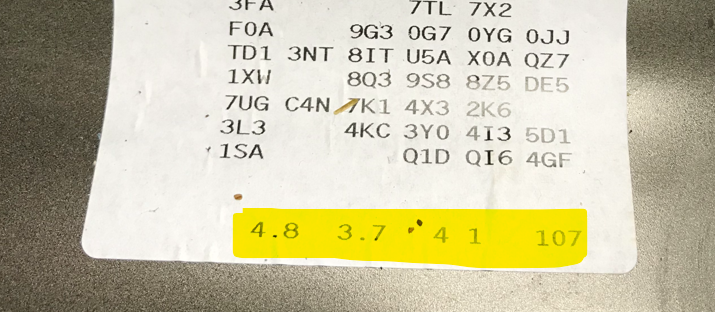 3FA 7TL 7X2
F0A 9G3 0G7 0YG 0JJ
TD1 3NT 8IT U5A X0A QZ7
1XW 8Q3 9S8 8Z5 DE5
7UG C4N 7K1 4X3 2K6
3L3 4KC 3Y0 4I3 5D1
1SA Q1D QI6 4GF
4.8 3.7 4 1 107